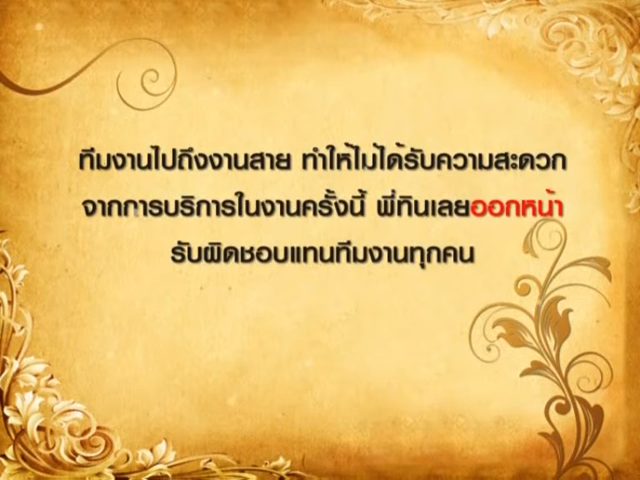 ทีมงานไปถึงงานสาย ทำให้ไม่ได้รับความสะดวก
จากการบริการในงานครั้งนี้ พี่ทินเลยออกหน้า
รับผิดชอบแทนทีมงานทุกคน